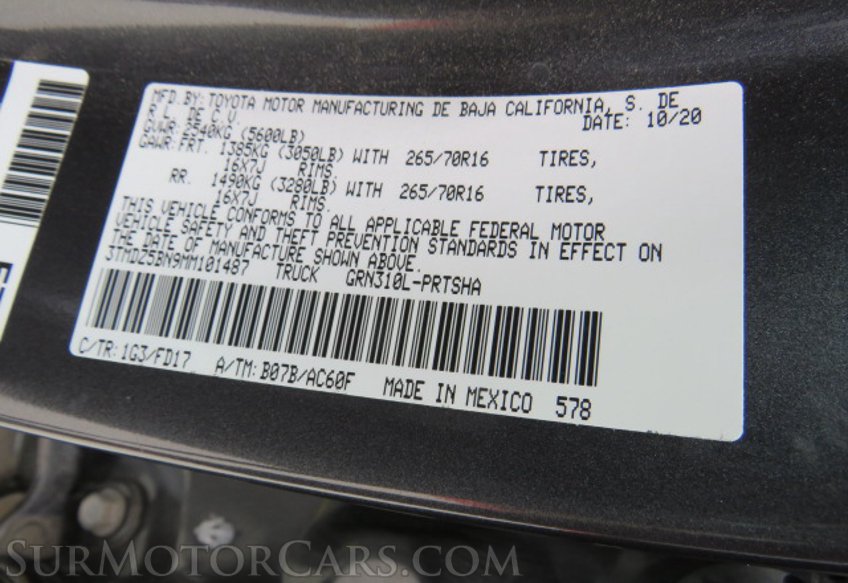 MFD.BY: TOYOTA MOTOR MANUFACTURING DE BAJA CALIFORNIA, S. DE
R.L. DE C.V. DATE: 10/20
GVWR: 2540KG (5600LB)
GAWR: FRT. 1385KG (3050LB) WITH 265/70R16 TIRES,
16X7J RIMS.
RR. 1490KG (3280LB) WITH 265/70R16 TIRES,
16X7J RIMS.
THIS VEHICLE CONFORMS TO ALL APPLICABLE FEDERAL MOTOR
VEHICLE SAFETY AND THEFT PREVENTION STANDARDS IN EFFECT ON
THE DATE OF MANUFACTURE SHOWN ABOVE.
3TMDZ5BN9MM101487 TRUCK GRN310L-PRTSHA
C/TR: 1G3/FD17 A/TM: B07B/AC60F MADE IN MEXICO 578
SURMOTORCARS.COM